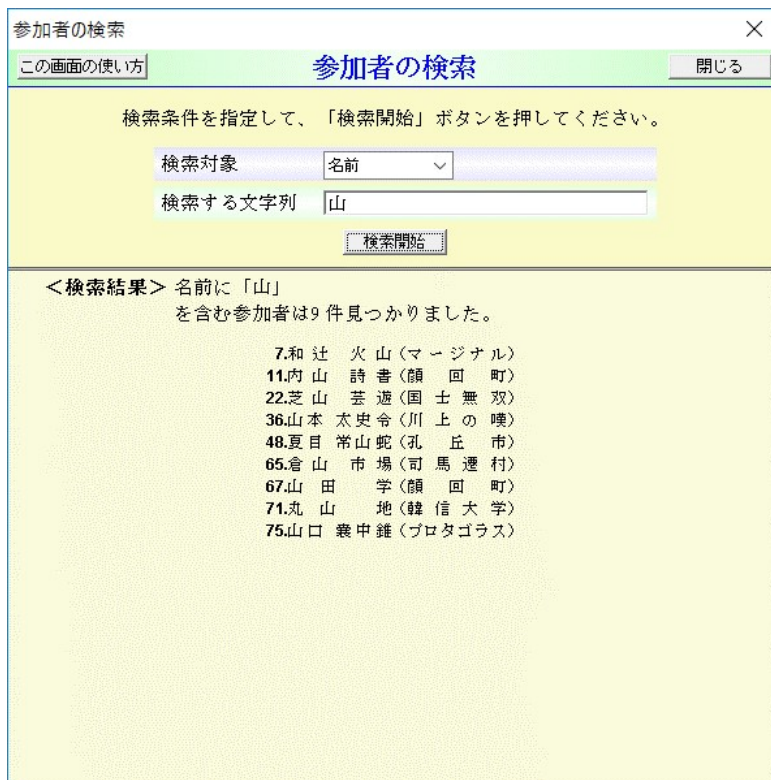 参加者の検索
この画面の使い方 参加者の検索 閉じる
検索条件を指定して、「検索開始」ボタンを押してください。
検索対象 名前
検索する文字列 山
検索開始
＜検索結果＞ 名前に「山」
を含む参加者は9件見つかりました。
7.和辻 火山(マージナル)
11.内山 詩書(顔回町)
22.芝山 芸遊(国士無双)
36.山本 太史令(川上の嘆)
48.夏目 常山蛇(孔丘市)
65.倉山 市場(司馬遷村)
67.山田 学(顔回町)
71.丸山 地(韓信大学)
75.山口 嚢中錐(プロタゴラス)